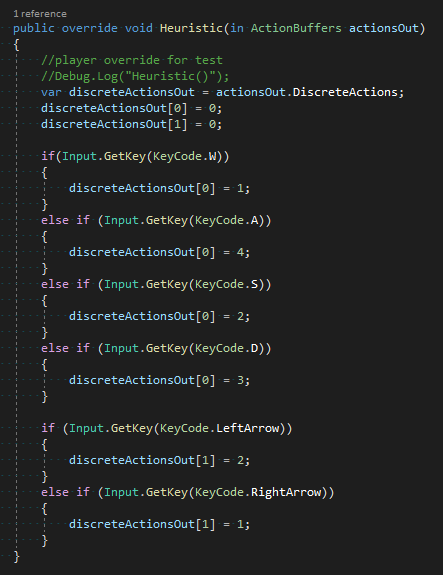 1 reference
public override void Heuristic(in ActionBuffers actionsOut)
{
    //player override for test
    //Debug.Log("Heuristic()");
    var discreteActionsOut = actionsOut.DiscreteActions;
    discreteActionsOut[0] = 0;
    discreteActionsOut[1] = 0;

    if(Input.GetKey(KeyCode.W))
    {
        discreteActionsOut[0] = 1;
    }
    else if (Input.GetKey(KeyCode.A))
    {
        discreteActionsOut[0] = 4;
    }
    else if (Input.GetKey(KeyCode.S))
    {
        discreteActionsOut[0] = 2;
    }
    else if (Input.GetKey(KeyCode.D))
    {
        discreteActionsOut[0] = 3;
    }

    if (Input.GetKey(KeyCode.LeftArrow))
    {
        discreteActionsOut[1] = 2;
    }
    else if (Input.GetKey(KeyCode.RightArrow))
    {
        discreteActionsOut[1] = 1;
    }
}